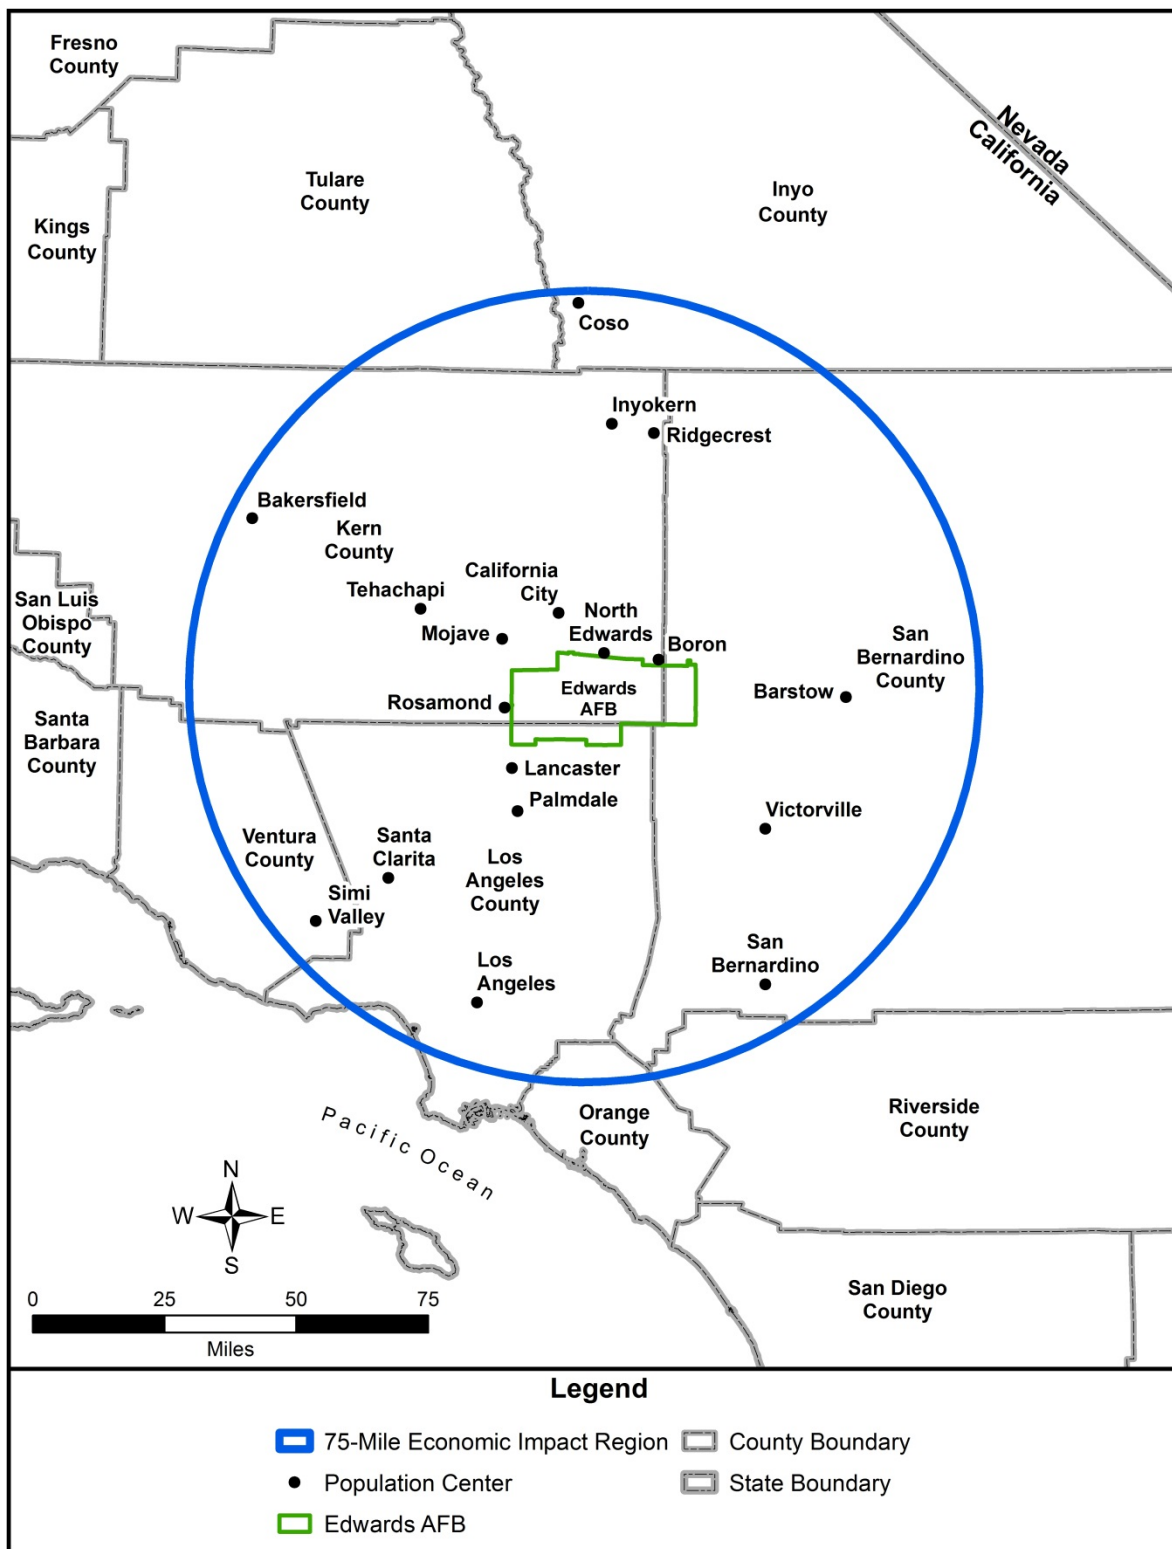 Fresno
County
Nevada
California
Tulare
County
Inyo
County
Kings
County
Coso
Inyokern
Ridgecrest
Bakersfield
Kern
County
California
City
Tehachapi
North
Edwards
Mojave
Boron
San Luis
Obispo
County
San
Bernardino
County
Edwards
AFB
Barstow
Rosamond
Santa
Barbara
County
Lancaster
Palmdale
Victorville
Ventura
County
Santa
Clarita
Los
Angeles
County
Simi
Valley
San
Bernardino
Los
Angeles
Orange
County
Riverside
County
Pacific Ocean
N
W E
S
San Diego
County
0 25 50 75
Miles
Legend
75-Mile Economic Impact Region
County Boundary
Population Center
State Boundary
Edwards AFB